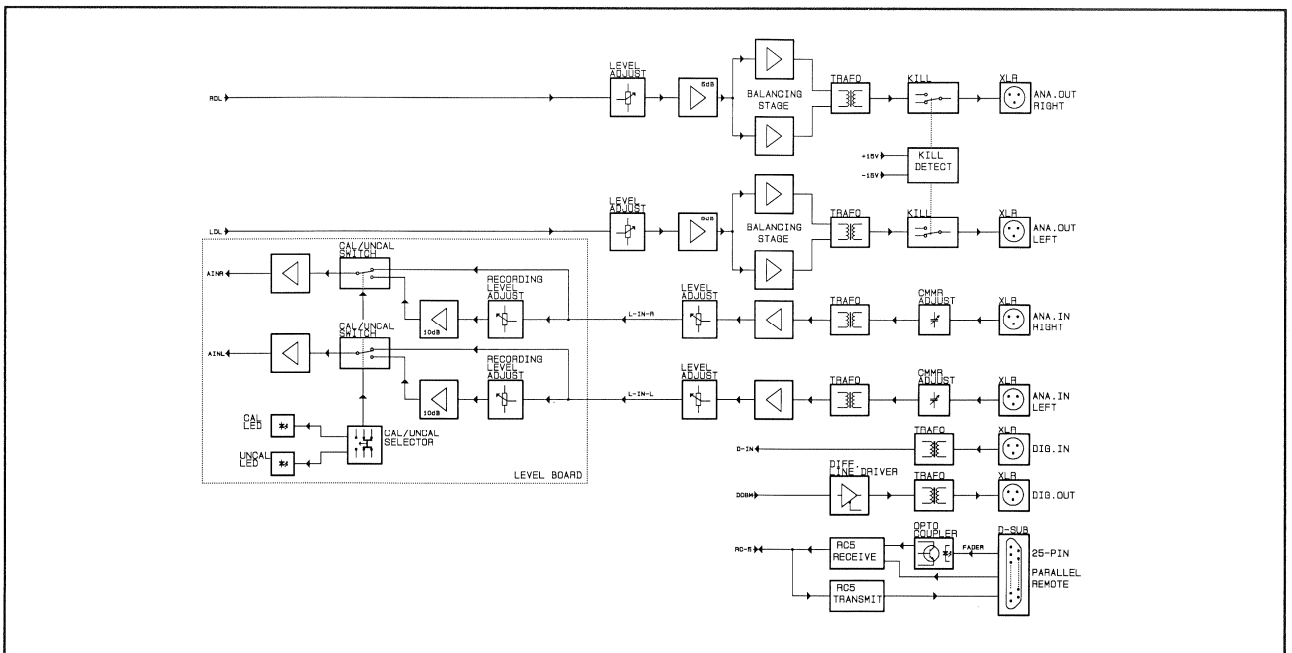 LEVEL
ADJUST
6dB
BALANCING
STAGE
TRAFO
KILL
XLR
RDL
ANA.OUT
RIGHT
+15V
-15V
KILL
DETECT
LEVEL
ADJUST
6dB
BALANCING
STAGE
TRAFO
KILL
XLR
LDL
ANA.OUT
LEFT
CAL/UNCAL
SWITCH
AINR
10dB
RECORDING
LEVEL
ADJUST
L-IN-R
LEVEL
ADJUST
TRAFO
CMMR
ADJUST
XLR
ANA.IN
RIGHT
CAL/UNCAL
SWITCH
AINL
10dB
RECORDING
LEVEL
ADJUST
L-IN-L
LEVEL
ADJUST
TRAFO
CMMR
ADJUST
XLR
ANA.IN
LEFT
CAL
LED
UNCAL
LED
CAL/UNCAL
SELECTOR
LEVEL BOARD
D-IN
TRAFO
XLR
DIG.IN
DOBM
DIFF.
LINE DRIVER
TRAFO
XLR
DIG.OUT
RC-5
RC5
RECEIVE
OPTO
COUPLER
FADER
D-SUB
25-PIN
PARALLEL
REMOTE
RC5
TRANSMIT